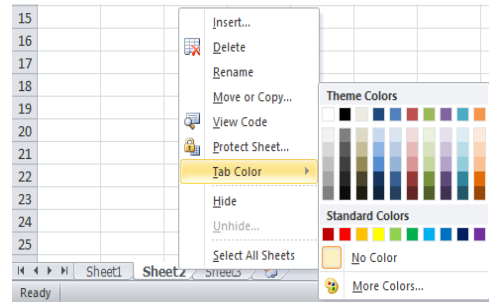 15
16
17
18
19
20
21
22
23
24
25
Insert...
Delete
Rename
Move or Copy...
View Code
Protect Sheet...
Tab Color
Hide
Unhide...
Select All Sheets
Theme Colors
Standard Colors
No Color
More Colors...
Sheet1 Sheet2 Sheet3
Ready